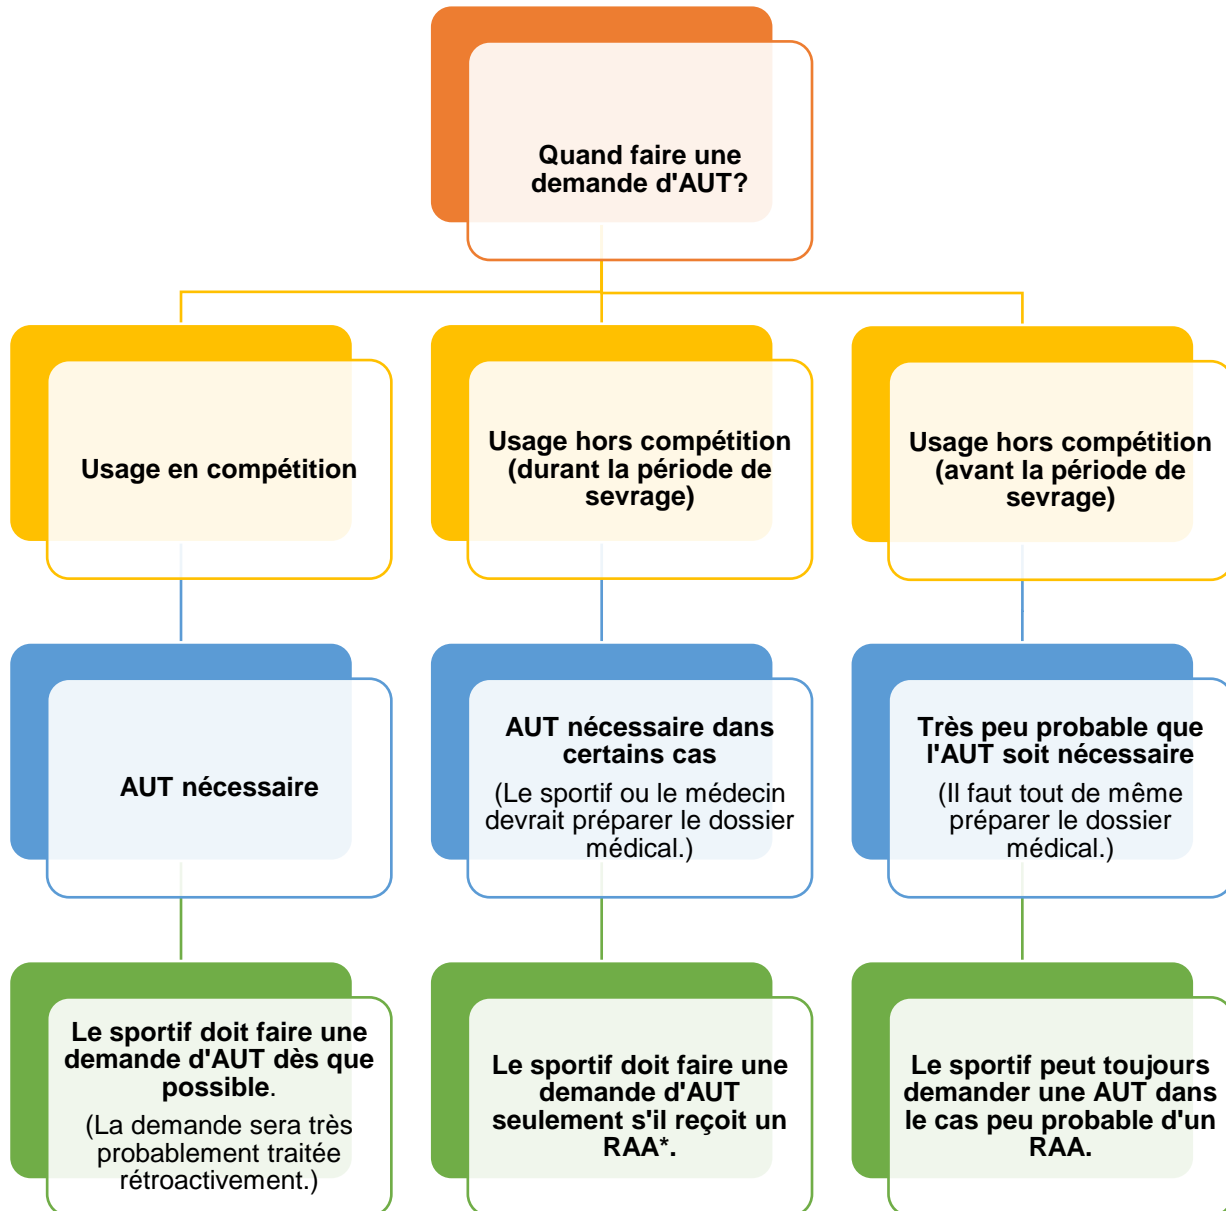 Quand faire une
demande d'AUT?
Usage en compétition
Usage hors compétition
(durant la période de
sevrage)
Usage hors compétition
(avant la période de
sevrage)
AUT nécessaire
AUT nécessaire dans
certains cas
(Le sportif ou le médecin
devrait préparer le dossier
médical.)
Très peu probable que
l'AUT soit nécessaire
(Il faut tout de même
préparer le dossier
médical.)
Le sportif doit faire une
demande d'AUT dès que
possible.
(La demande sera très
probablement traitée
rétroactivement.)
Le sportif doit faire une
demande d'AUT
seulement s'il reçoit un
RAA*.
Le sportif peut toujours
demander une AUT dans
le cas peu probable d'un
RAA.